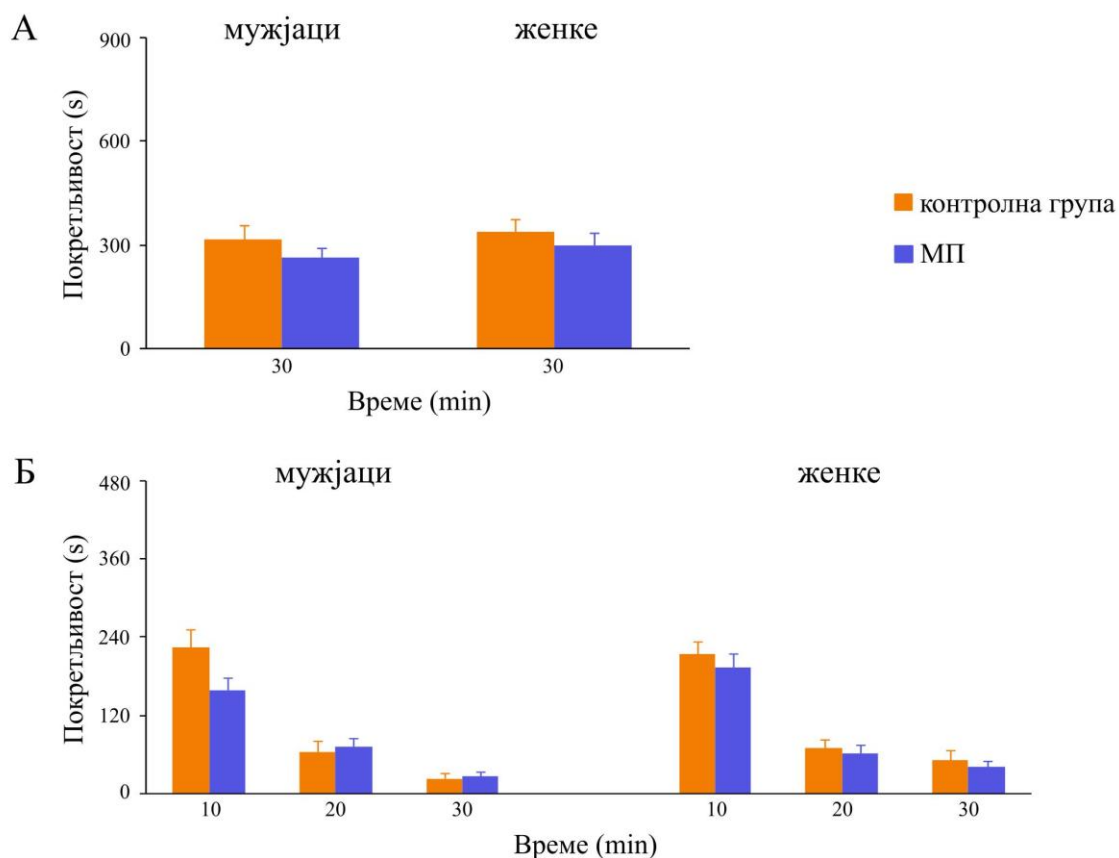 А
мужјаци
женке
900
600
300
0
Покретљивост (s)
30
30
Време (min)
контролна група
МП
Б
мужјаци
женке
480
360
240
120
0
Покретљивост (s)
10
20
30
10
20
30
Време (min)